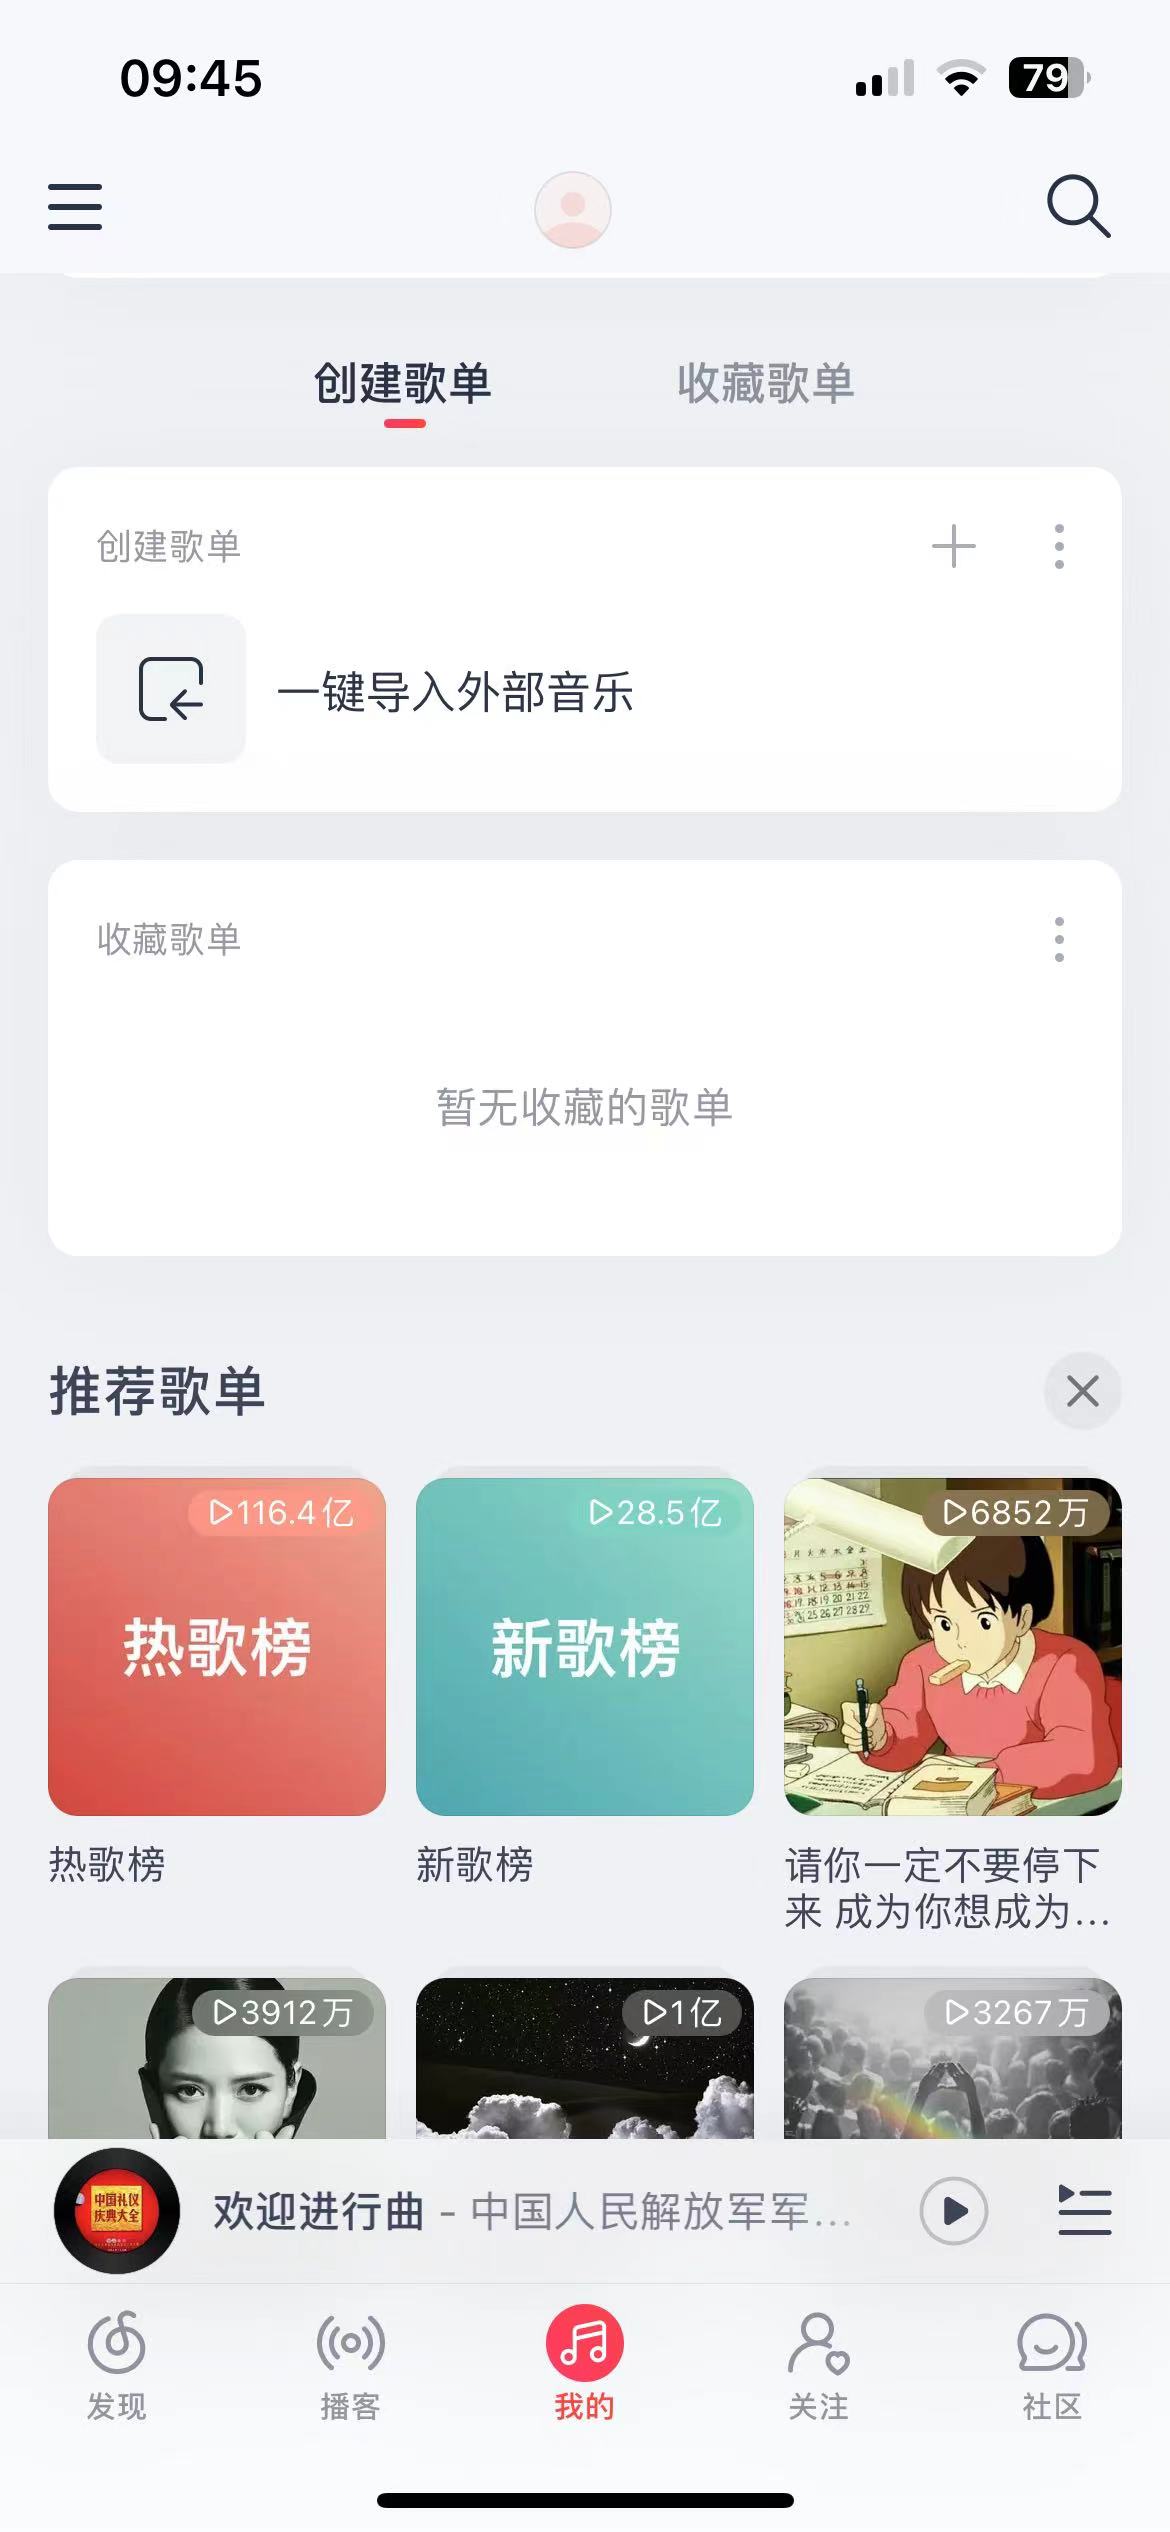 09:45
79
创建歌单
收藏歌单
创建歌单
一键导入外部音乐
收藏歌单
暂无收藏的歌单
推荐歌单
116.4亿
28.5亿
6852万
热歌榜
新歌榜
热歌榜
新歌榜
请你一定不要停下
来 成为你想成为...
3912万
1亿
3267万
中国礼仪
庆典大全
欢迎进行曲 - 中国人民解放军军...
发现
播客
我的
关注
社区